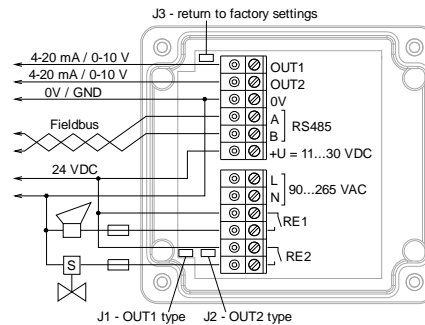 J3 - return to factory settings
4-20 mA / 0-10 V
OUT1
4-20 mA / 0-10 V
OUT2
0V / GND
0V
Fieldbus
A
B
RS485
+U = 11...30 VDC
24 VDC
L
N
90...265 VAC
RE1
RE2
S
J1 - OUT1 type
J2 - OUT2 type